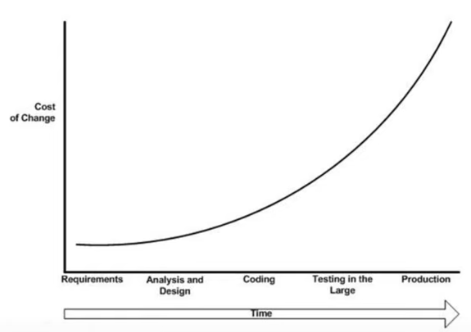 Cost
of Change
Requirements
Analysis and
Design
Coding
Testing in the
Large
Production
Time